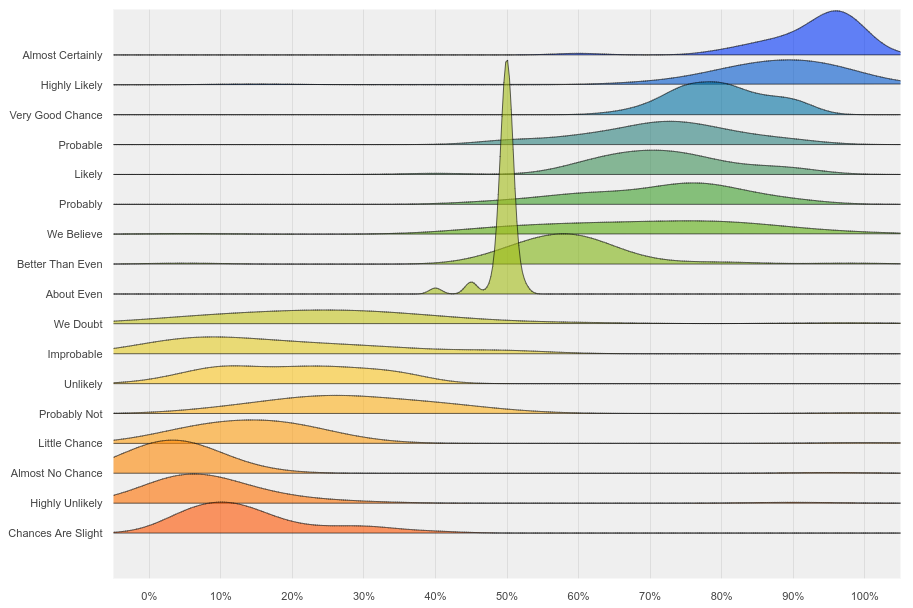 Almost Certainly
Highly Likely
Very Good Chance
Probable
Likely
Probably
We Believe
Better Than Even
About Even
We Doubt
Improbable
Unlikely
Probably Not
Little Chance
Almost No Chance
Highly Unlikely
Chances Are Slight
0% 10% 20% 30% 40% 50% 60% 70% 80% 90% 100%